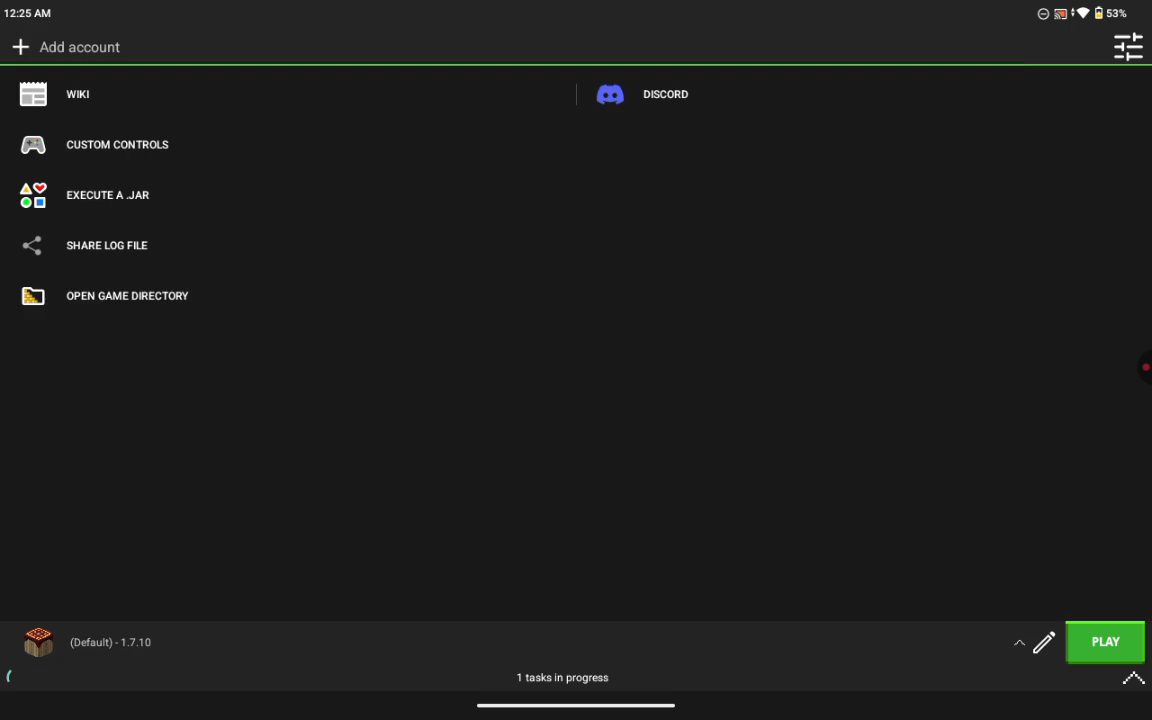 12:25 AM
53%
Add account
WIKI
DISCORD
CUSTOM CONTROLS
EXECUTE A .JAR
SHARE LOG FILE
OPEN GAME DIRECTORY
(Default) - 1.7.10
PLAY
1 tasks in progress